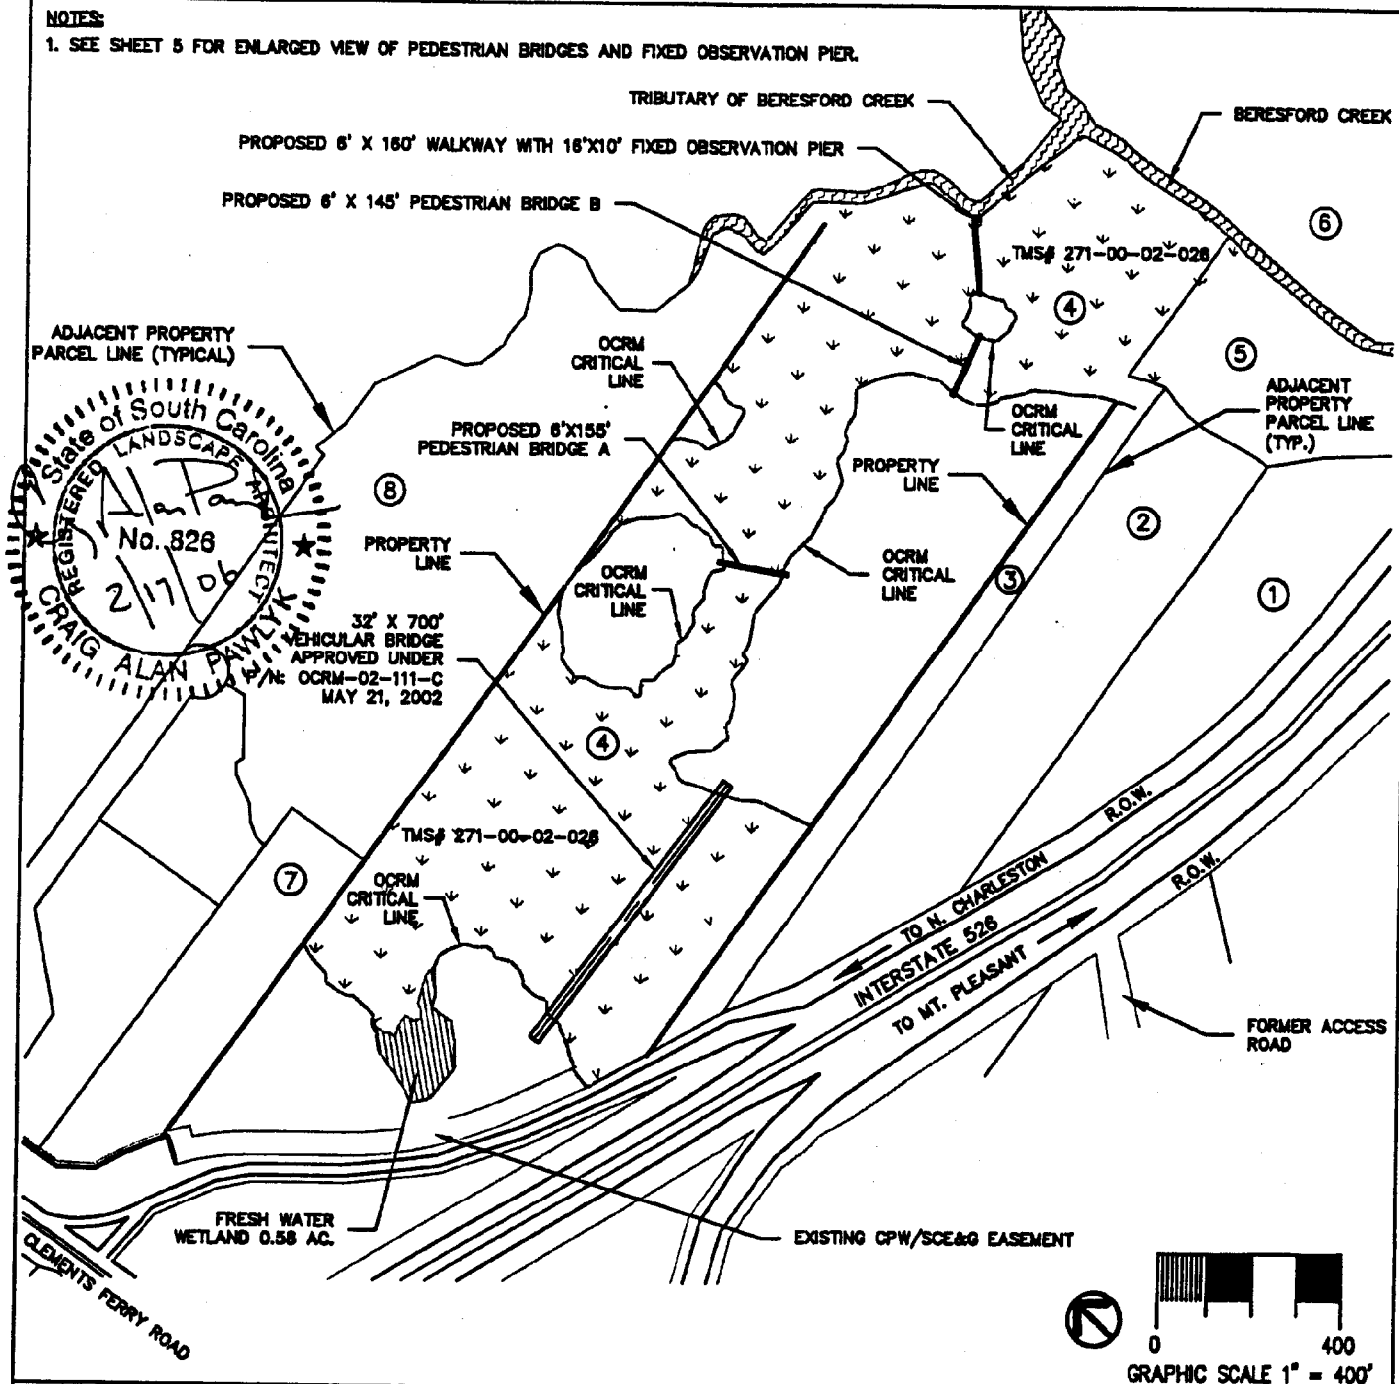 NOTES:
1. SEE SHEET 5 FOR ENLARGED VIEW OF PEDESTRIAN BRIDGES AND FIXED OBSERVATION PIER.
TRIBUTARY OF BERESFORD CREEK
BERESFORD CREEK
PROPOSED 6' X 160' WALKWAY WITH 16'X10' FIXED OBSERVATION PIER
PROPOSED 6' X 145' PEDESTRIAN BRIDGE B
6
TMS# 271-00-02-026
4
5
ADJACENT PROPERTY
PARCEL LINE (TYPICAL)
OCRM
CRITICAL
LINE
ADJACENT
PROPERTY
PARCEL LINE
(TYP.)
OCRM
CRITICAL
LINE
PROPOSED 6'X155'
PEDESTRIAN BRIDGE A
PROPERTY
LINE
State of South Carolina
REGISTERED LANDSCAPE ARCHITECT
No. 826
2/17/06
CRAIG ALAN PAWLYK
8
2
PROPERTY
LINE
OCRM
CRITICAL
LINE
OCRM
CRITICAL
LINE
3
1
32' X 700'
VEHICULAR BRIDGE
APPROVED UNDER
P/N: OCRM-02-111-C
MAY 21, 2002
4
TMS# 271-00-02-026
7
OCRM
CRITICAL
LINE
R.O.W.
R.O.W.
TO N. CHARLESTON
INTERSTATE 526
TO MT. PLEASANT
FORMER ACCESS
ROAD
FRESH WATER
WETLAND 0.58 AC.
EXISTING CPW/SCE&G EASEMENT
CLEMENTS FERRY ROAD
0 400
GRAPHIC SCALE 1" = 400'